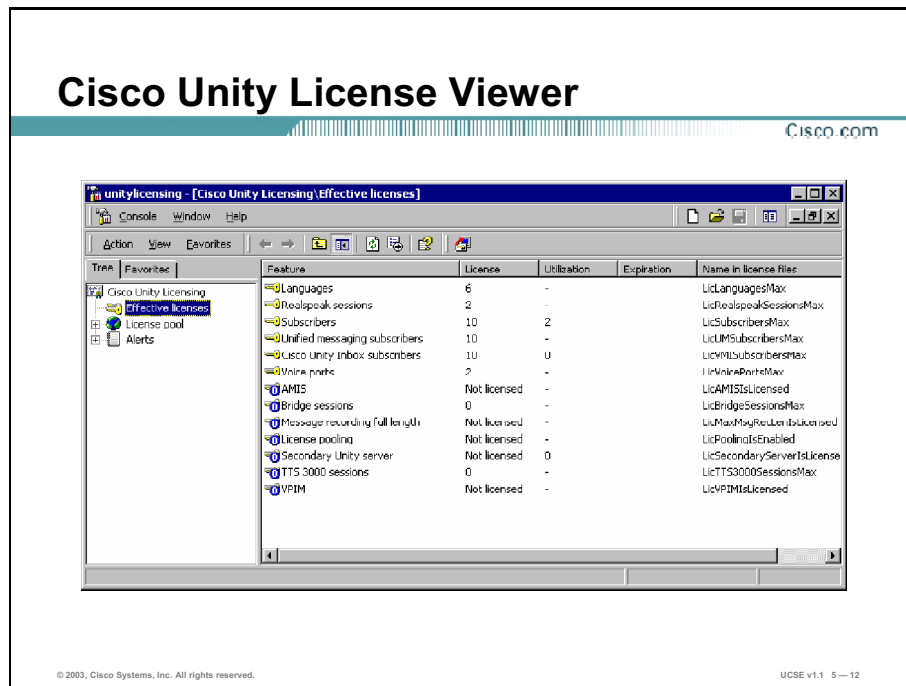 Cisco Unity License Viewer
Cisco.com
unitylicensing - [Cisco Unity Licensing\Effective licenses]
Console Window Help
Action View Favorites
Tree Favorites
Feature License Utilization Expiration Name in license files
Cisco Unity Licensing
Effective licenses
License pool
Alerts
Languages 6 - LicLanguagesMax
Realspeak sessions 2 - LicRealspeakSessionsMax
Subscribers 10 2 LicSubscribersMax
Unified messaging subscribers 10 - LicUMSubscribersMax
Cisco Unity Inbox subscribers 10 0 LicVMISubscribersMax
Voice ports 2 - LicVoicePortsMax
AMIS Not licensed - LicAMISIsLicensed
Bridge sessions 0 - LicBridgeSessionsMax
Message recording full length Not licensed - LicMaxMsgRecLenIsLicensed
License pooling Not licensed - LicPoolingIsEnabled
Secondary Unity server Not licensed 0 LicSecondaryServerIsLicense
TTS 3000 sessions 0 - LicTTS3000SessionsMax
VPIM Not licensed - LicVPIMIsLicensed
© 2003, Cisco Systems, Inc. All rights reserved.
UCSE v1.1 5 — 12